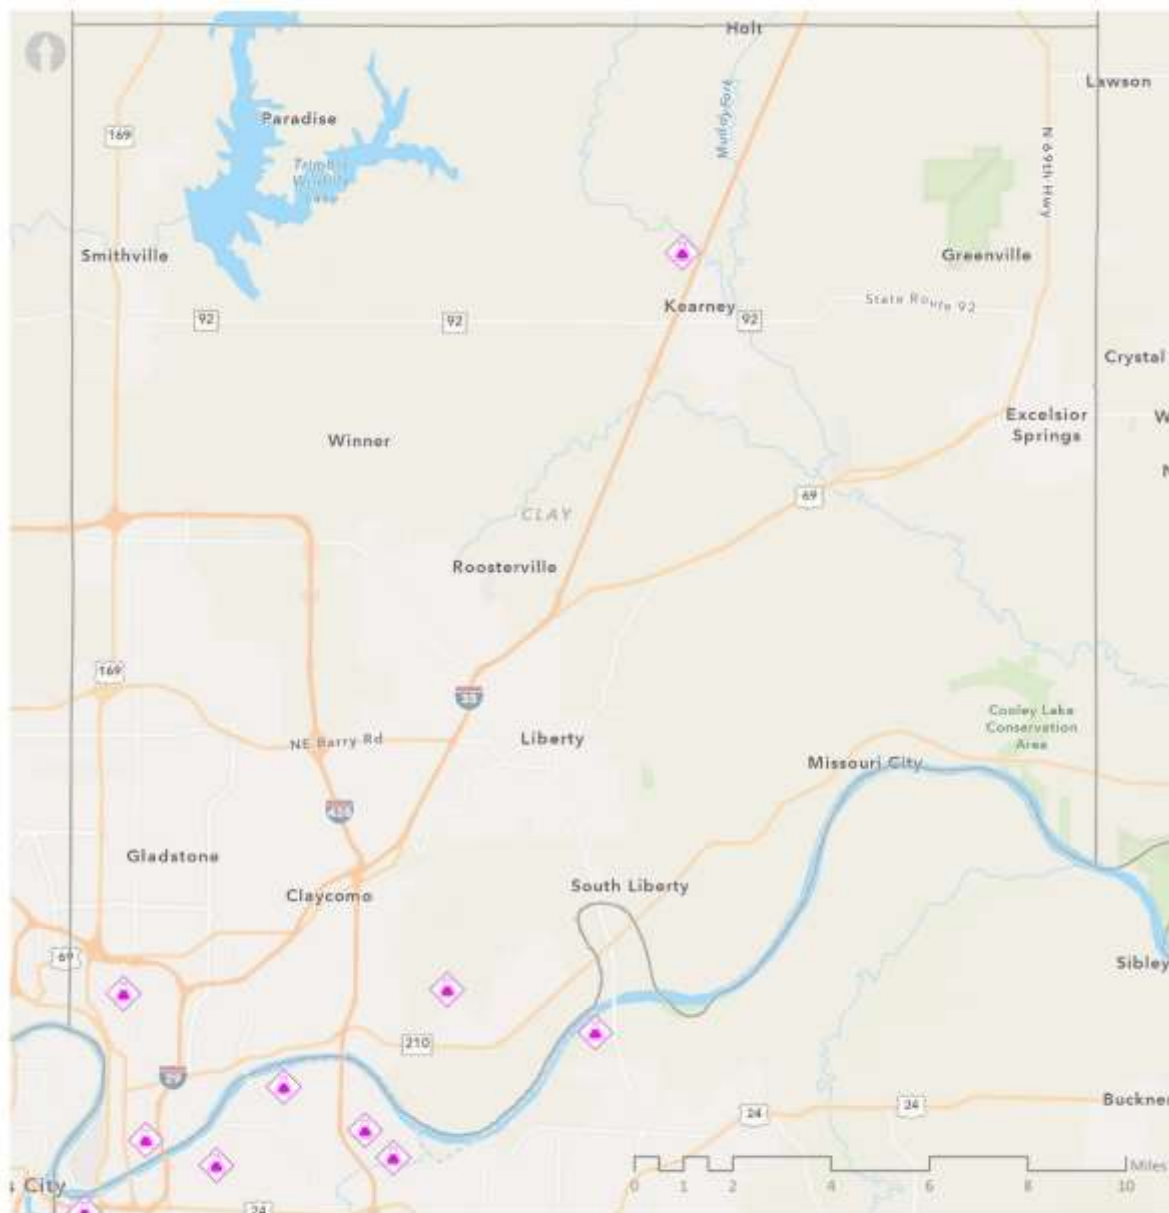 Holt
Lawson
Muddy Fork
Paradise
169
N 69th Hwy
Trimble
Wildlife
Lake
Smithville
Greenville
Kearney
State Route 92
92
92
92
Crystal
Excelsior
Springs
W
N
Winner
69
CLAY
Roosterville
169
35
Cooley Lake
Conservation
Area
NE Barry Rd
Liberty
Missouri City
Gladstone
Claycomo
South Liberty
69
Sibley
210
29
24
24
Buckner
s City
24
Miles
0 1 2 4 6 8 10